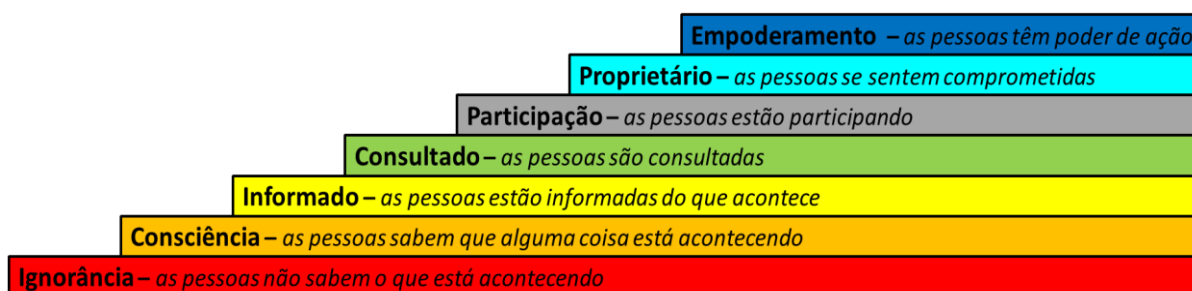 Empoderamento – as pessoas têm poder de ação
Proprietário – as pessoas se sentem comprometidas
Participação – as pessoas estão participando
Consultado – as pessoas são consultadas
Informado – as pessoas estão informadas do que acontece
Consciência – as pessoas sabem que alguma coisa está acontecendo
Ignorância – as pessoas não sabem o que está acontecendo